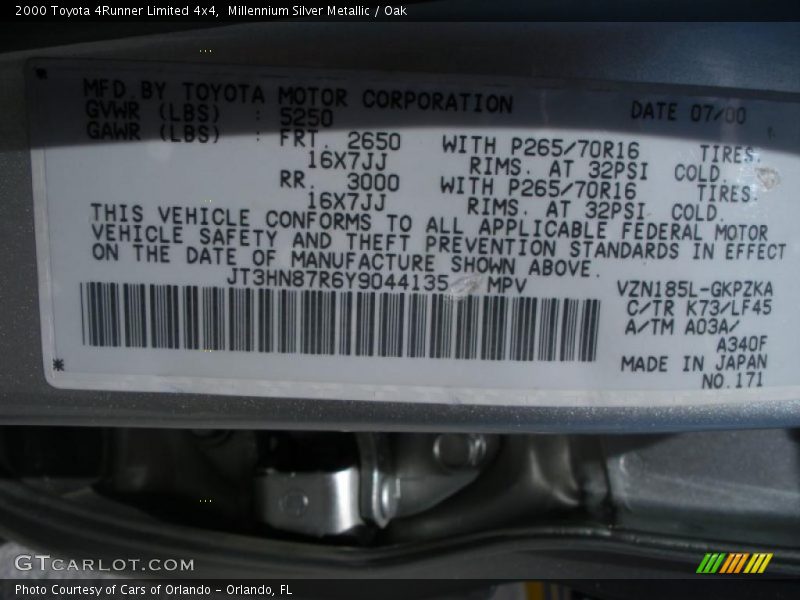 2000 Toyota 4Runner Limited 4x4,  Millennium Silver Metallic / Oak
MFD.BY TOYOTA MOTOR CORPORATION DATE 07/00
GVWR (LBS) : 5250
GAWR (LBS) : FRT. 2650 WITH P265/70R16 TIRES.
16X7JJ RIMS. AT 32PSI COLD.
RR. 3000 WITH P265/70R16 TIRES.
16X7JJ RIMS. AT 32PSI COLD.
THIS VEHICLE CONFORMS TO ALL APPLICABLE FEDERAL MOTOR
VEHICLE SAFETY AND THEFT PREVENTION STANDARDS IN EFFECT
ON THE DATE OF MANUFACTURE SHOWN ABOVE.
JT3HN87R6Y9044135 MPV VZN185L-GKPZKA
C/TR K73/LF45
A/TM A03A/
A340F
MADE IN JAPAN
NO.171
GTCARLOT.COM
Photo Courtesy of Cars of Orlando - Orlando, FL